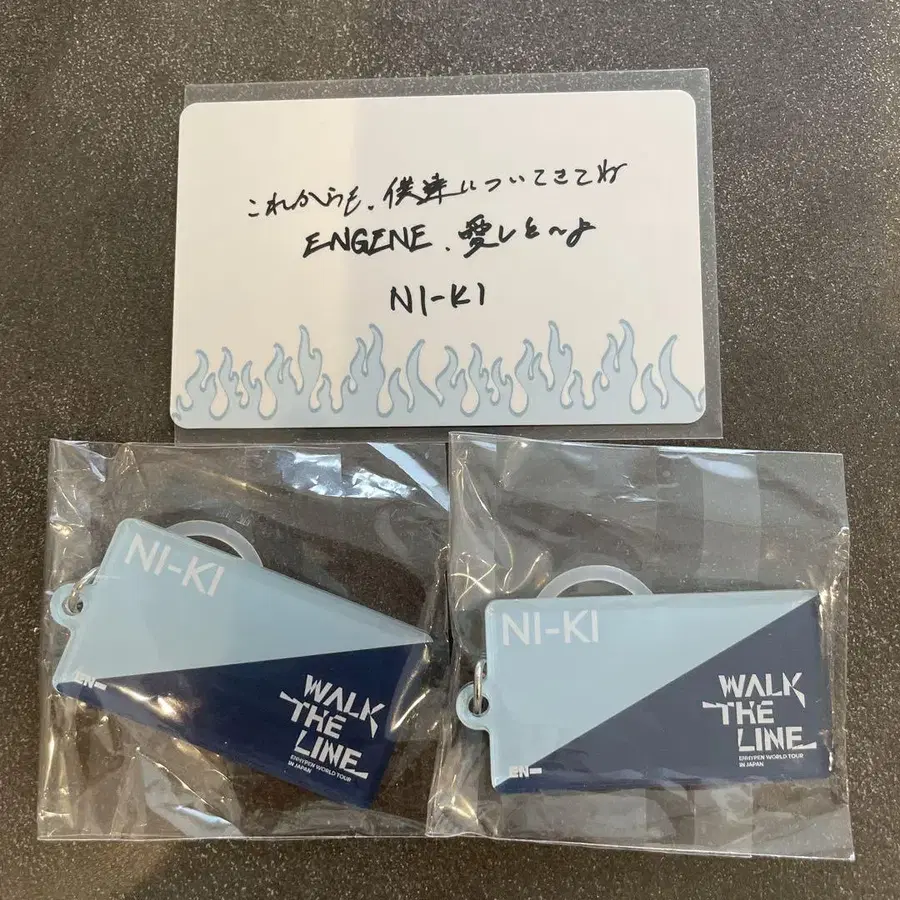 これからも、僕達についてきてね
ENGENE、愛しと〜よ
NI-KI
NI-KI
EN-
WALK
THE
LINE
ENHYPEN WORLD TOUR
IN JAPAN
NI-KI
EN-
WALK
THE
LINE
ENHYPEN WORLD TOUR
IN JAPAN